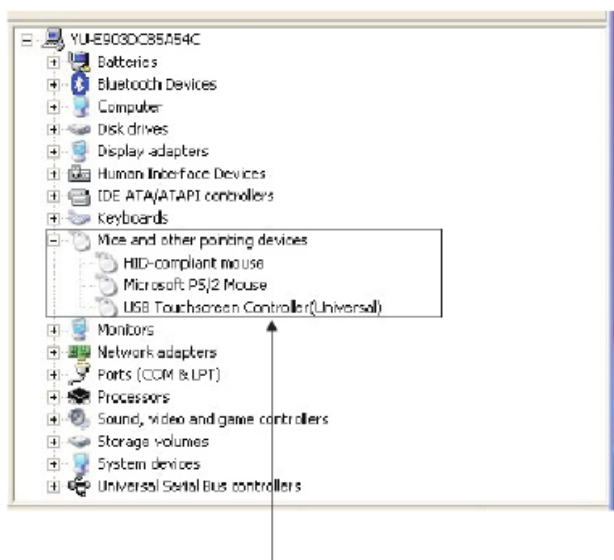 YU-E903DC85A54C
Batteries
Bluetooth Devices
Computer
Disk drives
Display adapters
Human Interface Devices
IDE ATA/ATAPI controllers
Keyboards
Mice and other pointing devices
HID-compliant mouse
Microsoft PS/2 Mouse
USB Touchscreen Controller(Universal)
Monitors
Network adapters
Ports (COM & LPT)
Processors
Sound, video and game controllers
Storage volumes
System devices
Universal Serial Bus controllers